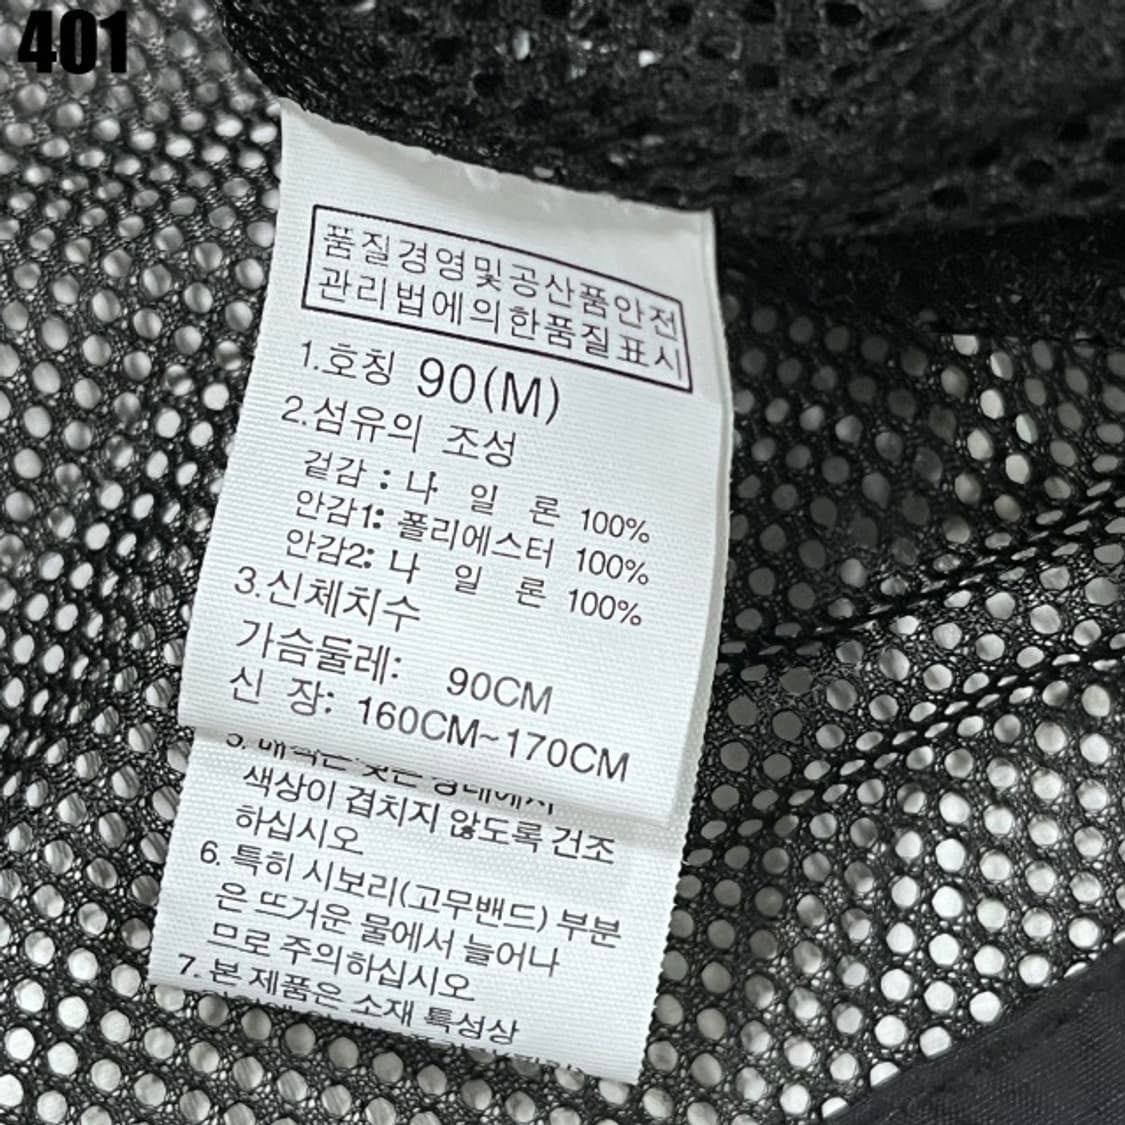 401
품질경영및공산품안전
관리법에의한품질표시
1.호칭 90(M)
2.섬유의 조성
겉감 : 나 일 론 100%
안감1: 폴리에스터 100%
안감2: 나 일 론 100%
3.신체치수
가슴둘레: 90CM
신 장: 160CM~170CM
색상이 겹치지 않도록 건조
하십시오
6. 특히 시보리(고무밴드) 부분
은 뜨거운 물에서 늘어나
므로 주의하십시오
7. 본 제품은 소재 특성상